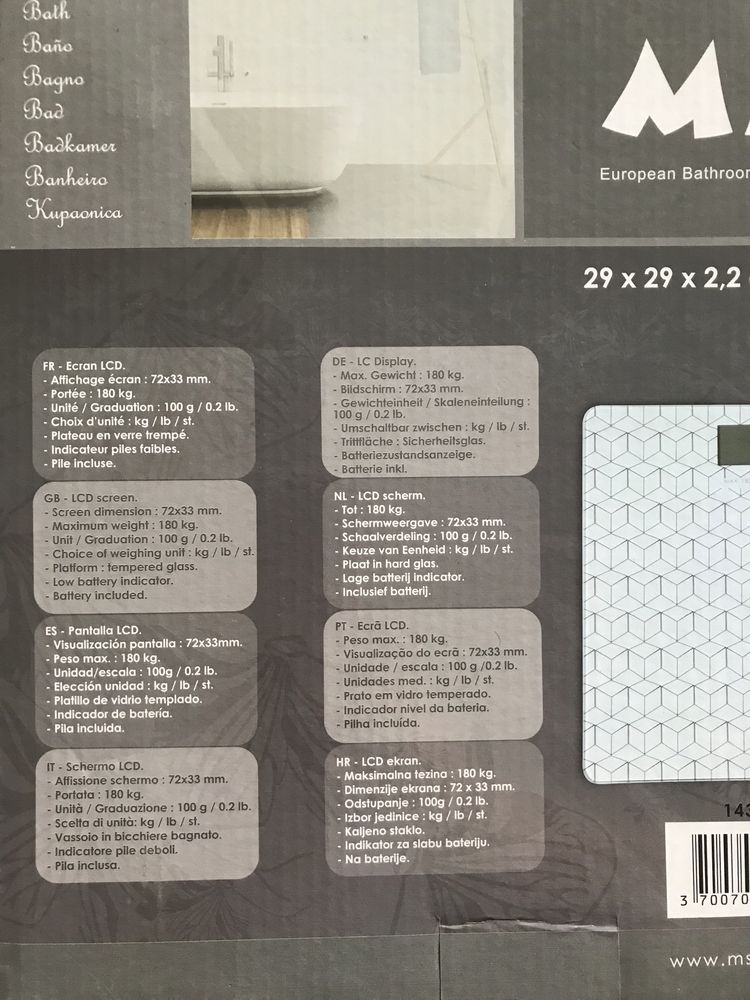 Bath
Baño
Bagno
Bad
Badkamer
Banheiro
Kupaonica
European
29 x 29 x 2,2
FR - Ecran LCD.
- Affichage écran : 72x33 mm.
- Portée : 180 kg.
- Unité / Graduation : 100 g / 0.2 lb.
- Choix d'unité : kg / lb / st.
- Plateau en verre trempé.
- Indicateur piles faibles.
- Pile incluse.
GB - LCD screen.
- Screen dimension : 72x33 mm.
- Maximum weight : 180 kg.
- Unit / Graduation : 100 g / 0.2 lb.
- Choice of weighing unit : kg / lb / st.
- Platform : tempered glass.
- Low battery indicator.
- Battery included.
ES - Pantalla LCD.
- Visualización pantalla : 72x33mm.
- Peso max. : 180 kg.
- Unidad/escala : 100g / 0.2 lb.
- Elección unidad : kg / lb / st.
- Platillo de vidrio templado.
- Indicador de batería.
- Pila incluida.
IT - Schermo LCD.
- Affissione schermo : 72x33 mm.
- Portata : 180 kg.
- Unità / Graduazione : 100 g / 0.2 lb.
- Scelta di unità: kg / lb / st.
- Vassoio in bicchiere bagnato.
- Indicatore pile deboli.
- Pila inclusa.
DE - LC Display.
- Max. Gewicht : 180 kg.
- Bildschirm : 72x33 mm.
- Gewichteinheit / Skaleneinteilung :
100 g / 0.2 lb.
- Umschaltbar zwischen : kg / lb / st.
- Trittfläche : Sicherheitsglas.
- Batteriezustandsanzeige.
- Batterie inkl.
NL - LCD scherm.
- Tot : 180 kg.
- Schermweergave : 72x33 mm.
- Schaalverdeling : 100 g / 0.2 lb.
- Keuze van Eenheid : kg / lb / st.
- Plaat in hard glas.
- Lage batterij indicator.
- Inclusief batterij.
PT - Ecrã LCD.
- Peso max. : 180 kg.
- Visualização do ecrã : 72x33 mm.
- Unidade / escala : 100 g /0.2 lb.
- Unidades med. : kg / lb / st.
- Prato em vidro temperado.
- Indicador nivel da bateria.
- Pilha incluída.
HR - LCD ekran.
- Maksimalna tezina : 180 kg.
- Dimenzije ekrana : 72 x 33 mm.
- Odstupanje : 100g / 0.2 lb.
- Izbor jedinice : kg / lb / st.
- Kaljeno staklo.
- Indikator za slabu bateriju.
- Na baterije.